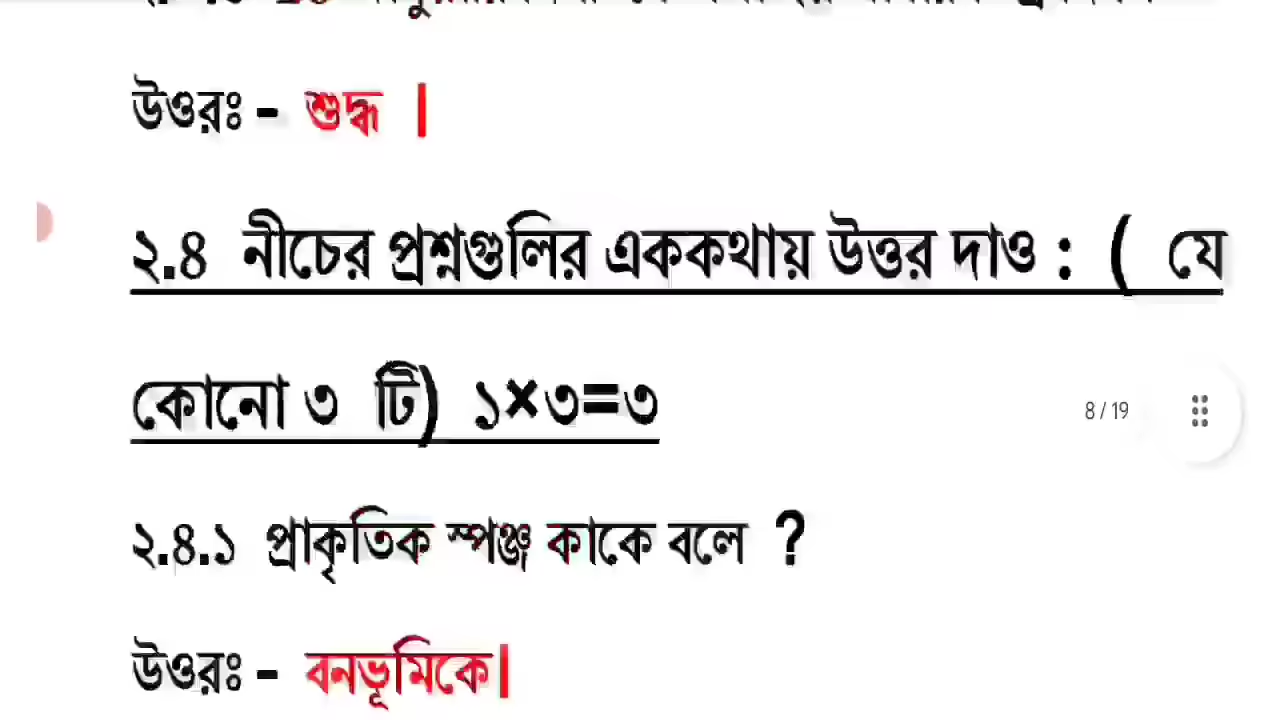 উওরঃ - শুদ্ধ |
২.৪ নীচের প্রশ্নগুলির এককথায় উত্তর দাও : ( যে
কোনো ৩ টি) ১×৩=৩
8 / 19
২.৪.১ প্রাকৃতিক স্পঞ্জ কাকে বলে ?
উওরঃ - বনভূমিকে|